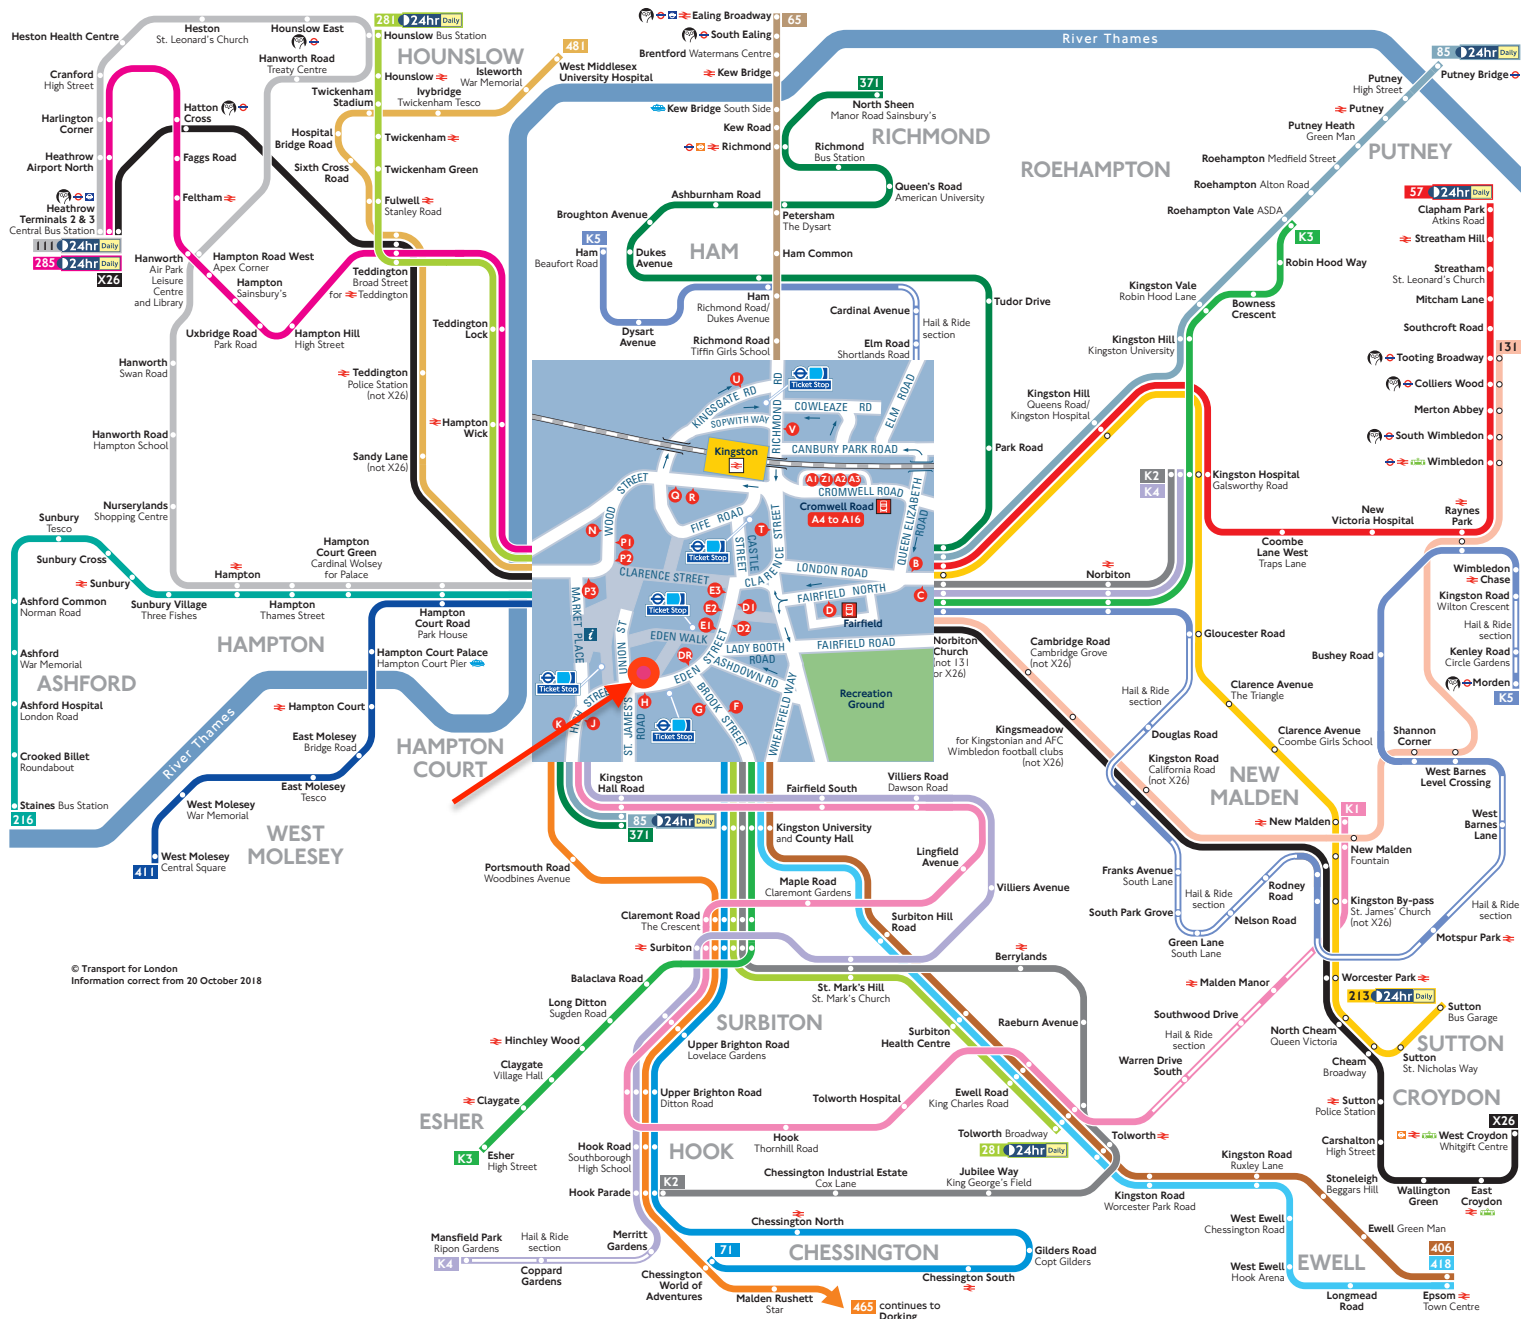 281 24hr Daily
Hounslow Bus Station
HOUNSLOW
Heston Health Centre
Heston
St. Leonard's Church
Hounslow East
Hanworth Road
Treaty Centre
Hounslow
Cranford
High Street
Harlington
Corner
Heathrow
Airport North
Heathrow
Terminals 2 & 3
Central Bus Station
111 24hr Daily
285 24hr Daily
X26
Hatton
Cross
Faggs Road
Feltham
Hanworth
Air Park
Leisure
Centre
and Library
Hampton Road West
Apex Corner
Hampton
Sainsbury's
Uxbridge Road
Park Road
Hampton Hill
High Street
Hanworth
Swan Road
Hanworth Road
Hampton School
Nurserylands
Shopping Centre
481
West Middlesex
University Hospital
Isleworth
War Memorial
Ivybridge
Twickenham Tesco
Twickenham
Stadium
Hospital
Bridge Road
Twickenham
Sixth Cross
Road
Twickenham Green
Fulwell
Stanley Road
Teddington
Broad Street
for Teddington
Teddington
Lock
Teddington
Police Station
(not X26)
Hampton
Wick
Sandy Lane
(not X26)
Ealing Broadway
65
South Ealing
Brentford Watermans Centre
Kew Bridge
Kew Bridge South Side
Kew Road
Richmond
River Thames
371
North Sheen
Manor Road Sainsbury's
RICHMOND
Richmond
Bus Station
Queen's Road
American University
Ashburnham Road
Petersham
The Dysart
Broughton Avenue
K5
Ham
Beaufort Road
Dukes
Avenue
HAM
Ham Common
Dysart
Avenue
Ham
Richmond Road/
Dukes Avenue
Richmond Road
Tiffin Girls School
Cardinal Avenue
Hail & Ride
section
Elm Road
Shortlands Road
Tudor Drive
Park Road
ROEHAMPTON
85 24hr Daily
Putney Bridge
Putney
High Street
Putney
Putney Heath
Green Man
PUTNEY
Roehampton Medfield Street
Roehampton Alton Road
Roehampton Vale ASDA
K3
Robin Hood Way
Kingston Vale
Robin Hood Lane
Bowness
Crescent
Kingston Hill
Kingston University
Kingston Hill
Queens Road/
Kingston Hospital
K2
K4
Kingston Hospital
Galsworthy Road
57 24hr Daily
Clapham Park
Atkins Road
Streatham Hill
Streatham
St. Leonard's Church
Mitcham Lane
Southcroft Road
131
Tooting Broadway
Colliers Wood
Merton Abbey
South Wimbledon
Wimbledon
Raynes
Park
New
Victoria Hospital
Coombe
Lane West
Traps Lane
Norbiton
Wimbledon
Chase
Kingston Road
Wilton Crescent
Hail & Ride
section
Kenley Road
Circle Gardens
Morden
K5
Bushey Road
Shannon
Corner
West Barnes
Level Crossing
West
Barnes
Lane
Hail & Ride
section
Motspur Park
Gloucester Road
Clarence Avenue
The Triangle
Clarence Avenue
Coombe Girls School
NEW
MALDEN
Norbiton
Church
(not 131
or X26)
Cambridge Road
Cambridge Grove
(not X26)
Hail & Ride
section
Douglas Road
Kingsmeadow
for Kingstonian and AFC
Wimbledon football clubs
(not X26)
Kingston Road
California Road
(not X26)
New Malden
K1
New Malden
Fountain
Kingston By-pass
St. James' Church
(not X26)
Franks Avenue
South Lane
Hail & Ride
section
Rodney
Road
South Park Grove
Nelson Road
Green Lane
South Lane
Worcester Park
213 24hr Daily
Sutton
Bus Garage
Malden Manor
Southwood Drive
Hail & Ride
section
Warren Drive
South
North Cheam
Queen Victoria
Sutton
St. Nicholas Way
SUTTON
Cheam
Broadway
CROYDON
Sutton
Police Station
X26
West Croydon
Whitgift Centre
Carshalton
High Street
Wallington
Green
East
Croydon
Sunbury
Tesco
Sunbury Cross
Sunbury
Ashford Common
Norman Road
Sunbury Village
Three Fishes
Hampton
Hampton
Thames Street
Hampton
Court Green
Cardinal Wolsey
for Palace
Hampton
Court Road
Park House
HAMPTON
Ashford
War Memorial
ASHFORD
Ashford Hospital
London Road
Crooked Billet
Roundabout
Staines Bus Station
216
River Thames
Hampton Court Palace
Hampton Court Pier
Hampton Court
East Molesey
Bridge Road
HAMPTON
COURT
East Molesey
Tesco
West Molesey
War Memorial
WEST
MOLESEY
411
West Molesey
Central Square
U
KINGSGATE RD
RICHMOND RD
Ticket Stop
COWLEAZE RD
ELM ROAD
SOPWITH WAY
V
Kingston
CANBURY PARK ROAD
WOOD STREET
Q
R
A1 Z1 A2 A3
CROMWELL ROAD
Cromwell Road
A4 to A16
QUEEN ELIZABETH ROAD
FIFE ROAD
N
P1
P2
T
CASTLE STREET
Ticket Stop
CLARENCE STREET
CLARENCE STREET
LONDON ROAD
B
C
FAIRFIELD NORTH
MARKET PLACE
P3
E3
E2
E1
D1
D2
D
Fairfield
Ticket Stop
i
UNION ST
EDEN WALK
LADY BOOTH
ROAD
FAIRFIELD ROAD
DR
EDEN STREET
ASHDOWN RD
Ticket Stop
HIGH STREET
H
K
J
ST. JAMES'S
ROAD
G
F
BROOK STREET
Ticket Stop
WHEATFIELD WAY
Recreation
Ground
Kingston
Hall Road
Fairfield South
Villiers Road
Dawson Road
85 24hr Daily
371
Kingston University
and County Hall
Portsmouth Road
Woodbines Avenue
Lingfield
Avenue
Maple Road
Claremont Gardens
Villiers Avenue
Claremont Road
The Crescent
Surbiton Hill
Road
Surbiton
Berrylands
Balaclava Road
St. Mark's Hill
St. Mark's Church
Long Ditton
Sugden Road
SURBITON
Surbiton
Health Centre
Raeburn Avenue
Hinchley Wood
Upper Brighton Road
Lovelace Gardens
Claygate
Village Hall
Upper Brighton Road
Ditton Road
Tolworth Hospital
Ewell Road
King Charles Road
Claygate
ESHER
K3
Esher
High Street
Hook
Thornhill Road
Tolworth Broadway
281 24hr Daily
Tolworth
Hook Road
Southborough
High School
HOOK
K2
Hook Parade
Chessington Industrial Estate
Cox Lane
Jubilee Way
King George's Field
Kingston Road
Worcester Park Road
Kingston Road
Ruxley Lane
Stoneleigh
Beggars Hill
West Ewell
Chessington Road
Ewell Green Man
West Ewell
Hook Arena
EWELL
406
418
Longmead
Road
Epsom
Town Centre
Mansfield Park
Ripon Gardens
K4
Hail & Ride
section
Coppard
Gardens
Merritt
Gardens
Chessington North
71
CHESSINGTON
Gilders Road
Copt Gilders
Chessington South
Chessington
World of
Adventures
Malden Rushett
Star
465 continues to
Dorking
© Transport for London
Information correct from 20 October 2018